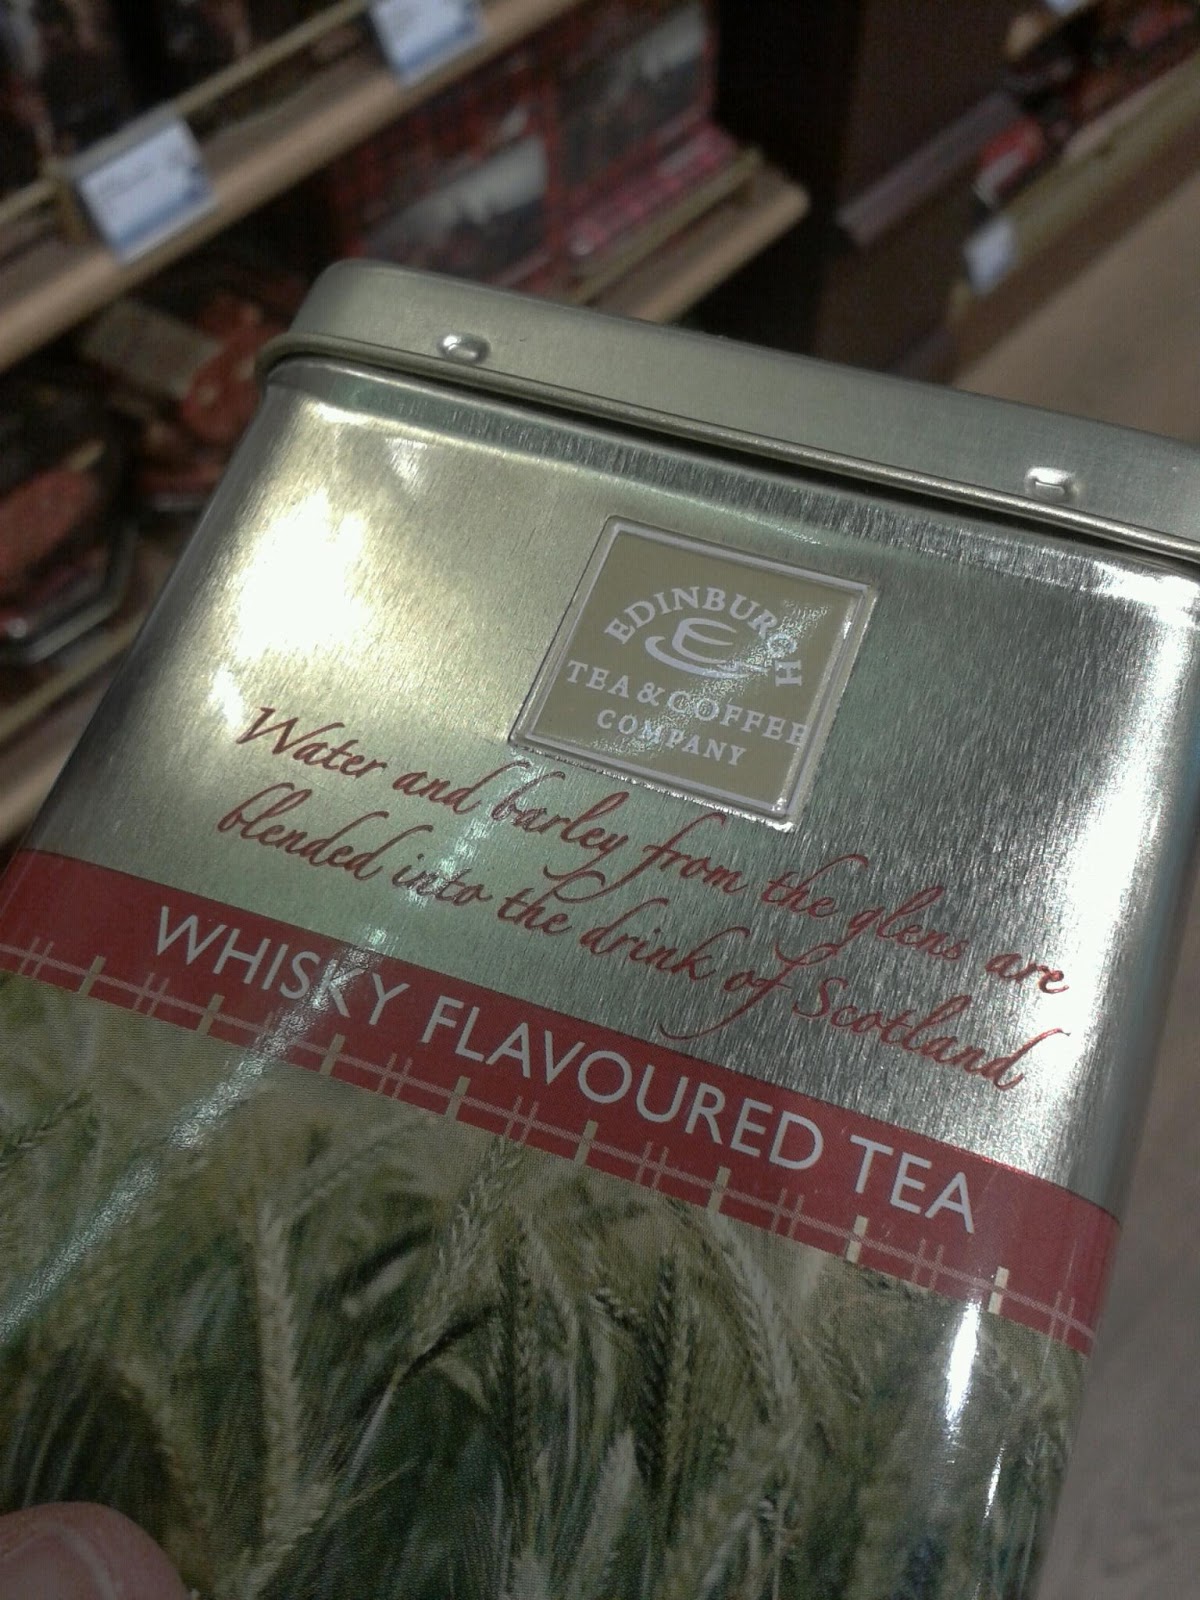 EDINBURGH
E
TEA & COFFEE
COMPANY
Water and barley from the glens are
blended into the drink of Scotland
WHISKY FLAVOURED TEA